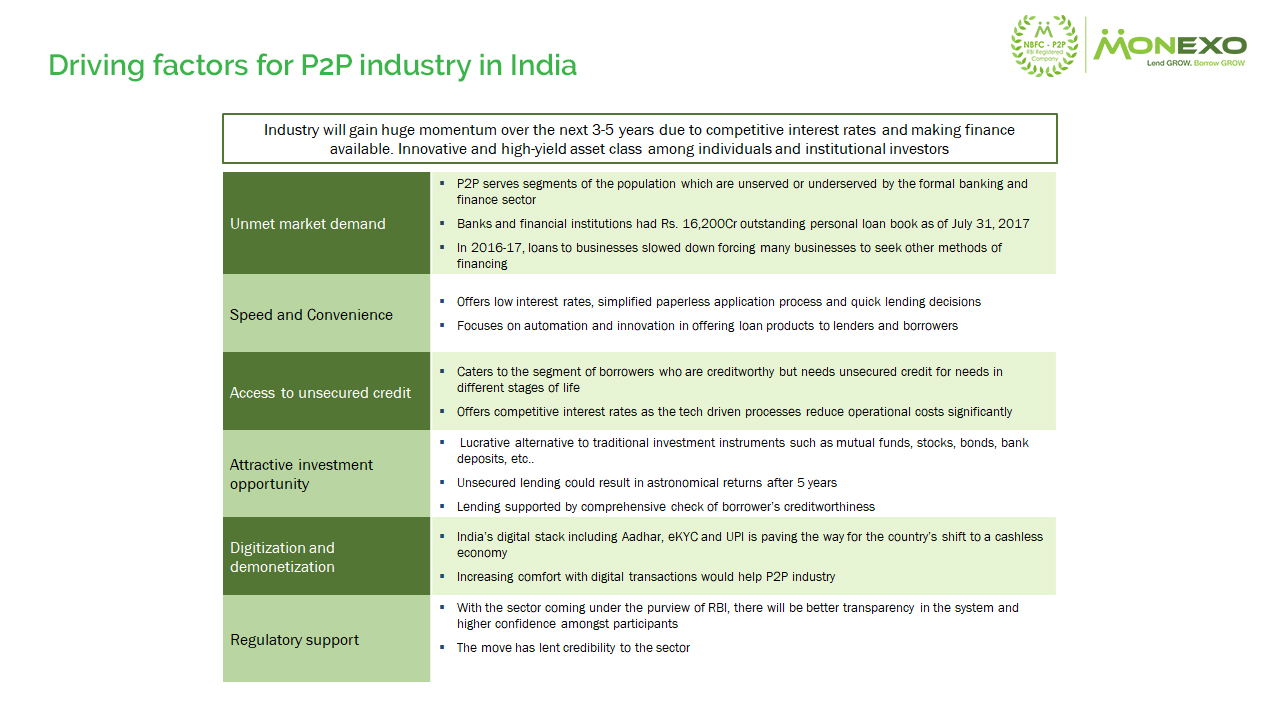 Driving factors for P2P industry in India
NBFC - P2P
RBI Registered
Company
MONEXO
Lend GROW. Borrow GROW
Industry will gain huge momentum over the next 3-5 years due to competitive interest rates and making finance
available. Innovative and high-yield asset class among individuals and institutional investors
Unmet market demand
▪ P2P serves segments of the population which are unserved or underserved by the formal banking and
finance sector
▪ Banks and financial institutions had Rs. 16,200Cr outstanding personal loan book as of July 31, 2017
▪ In 2016-17, loans to businesses slowed down forcing many businesses to seek other methods of
financing
Speed and Convenience
▪ Offers low interest rates, simplified paperless application process and quick lending decisions
▪ Focuses on automation and innovation in offering loan products to lenders and borrowers
Access to unsecured credit
▪ Caters to the segment of borrowers who are creditworthy but needs unsecured credit for needs in
different stages of life
▪ Offers competitive interest rates as the tech driven processes reduce operational costs significantly
Attractive investment
opportunity
▪ Lucrative alternative to traditional investment instruments such as mutual funds, stocks, bonds, bank
deposits, etc..
▪ Unsecured lending could result in astronomical returns after 5 years
▪ Lending supported by comprehensive check of borrower's creditworthiness
Digitization and
demonetization
▪ India's digital stack including Aadhar, eKYC and UPI is paving the way for the country's shift to a cashless
economy
▪ Increasing comfort with digital transactions would help P2P industry
Regulatory support
▪ With the sector coming under the purview of RBI, there will be better transparency in the system and
higher confidence amongst participants
▪ The move has lent credibility to the sector